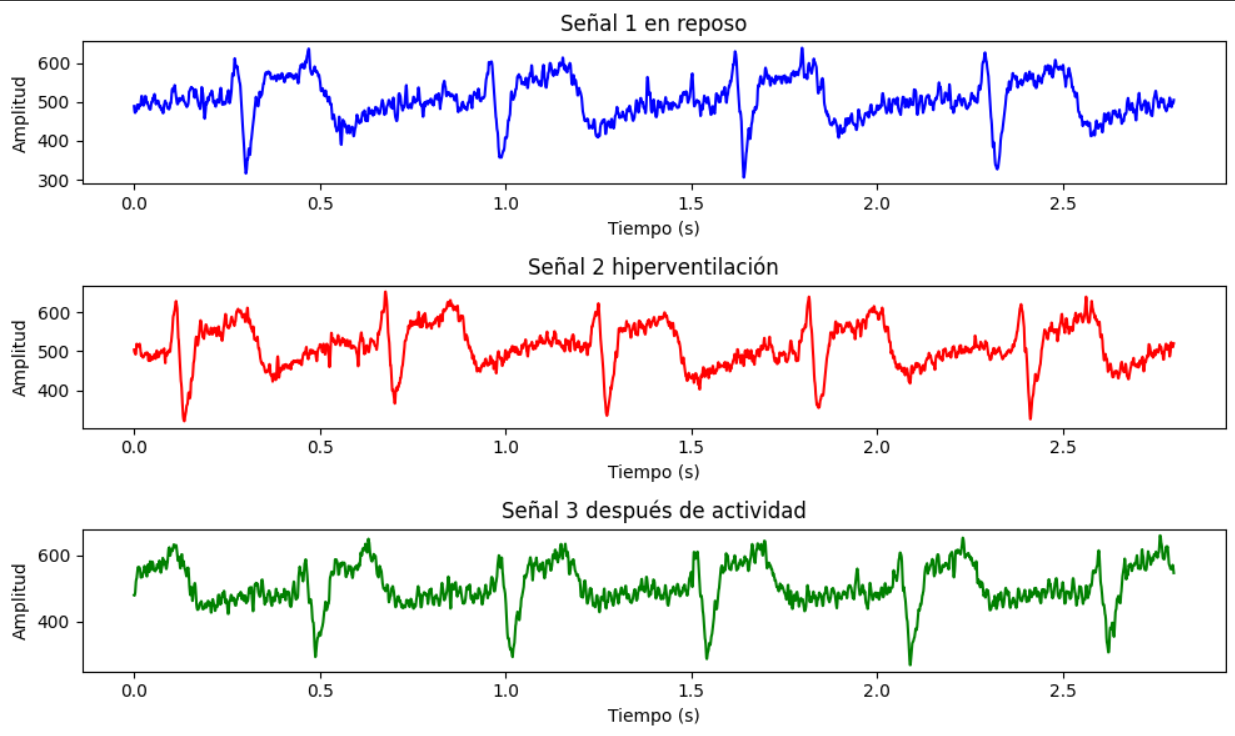 Señal 1 en reposo
600
500
400
300
Amplitud
0.0 0.5 1.0 1.5 2.0 2.5
Tiempo (s)
Señal 2 hiperventilación
600
500
400
Amplitud
0.0 0.5 1.0 1.5 2.0 2.5
Tiempo (s)
Señal 3 después de actividad
600
400
Amplitud
0.0 0.5 1.0 1.5 2.0 2.5
Tiempo (s)